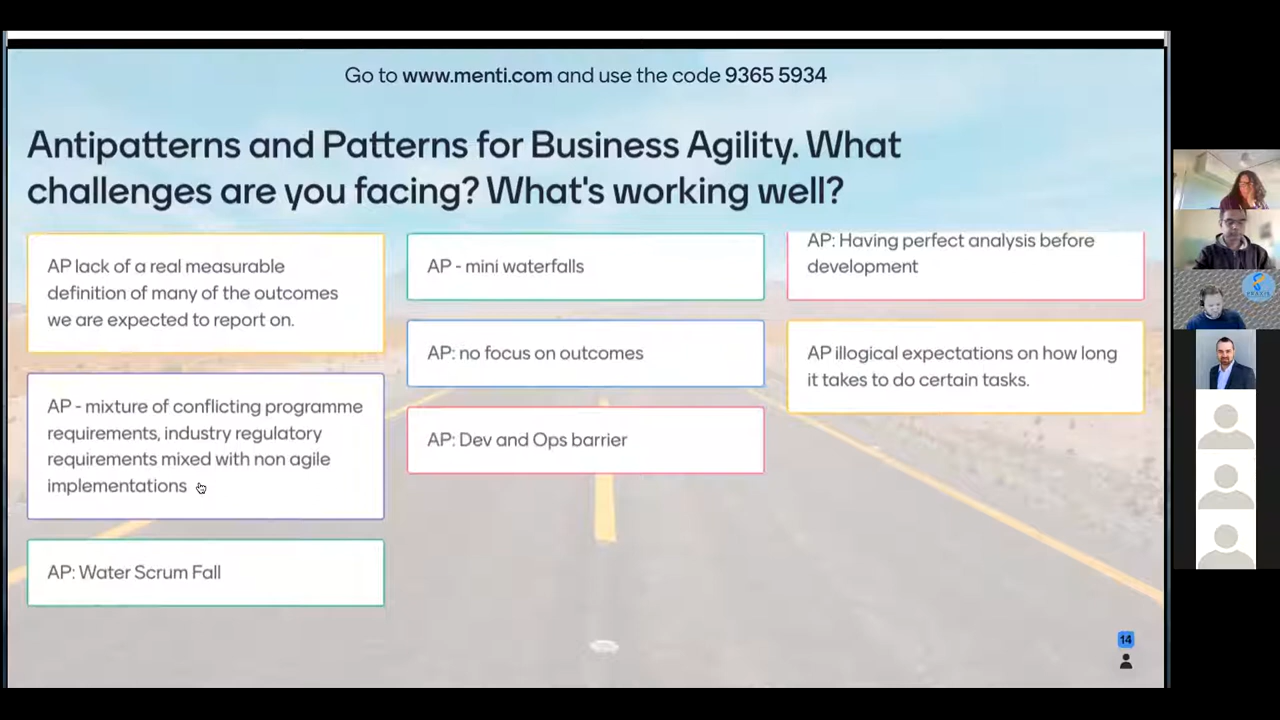 Go to www.menti.com and use the code 9365 5934
Antipatterns and Patterns for Business Agility. What
challenges are you facing? What's working well?
AP lack of a real measurable
definition of many of the outcomes
we are expected to report on.
AP - mixture of conflicting programme
requirements, industry regulatory
requirements mixed with non agile
implementations
AP: Water Scrum Fall
AP - mini waterfalls
AP: no focus on outcomes
AP: Dev and Ops barrier
AP: Having perfect analysis before
development
AP illogical expectations on how long
it takes to do certain tasks.
14
PRAXIS